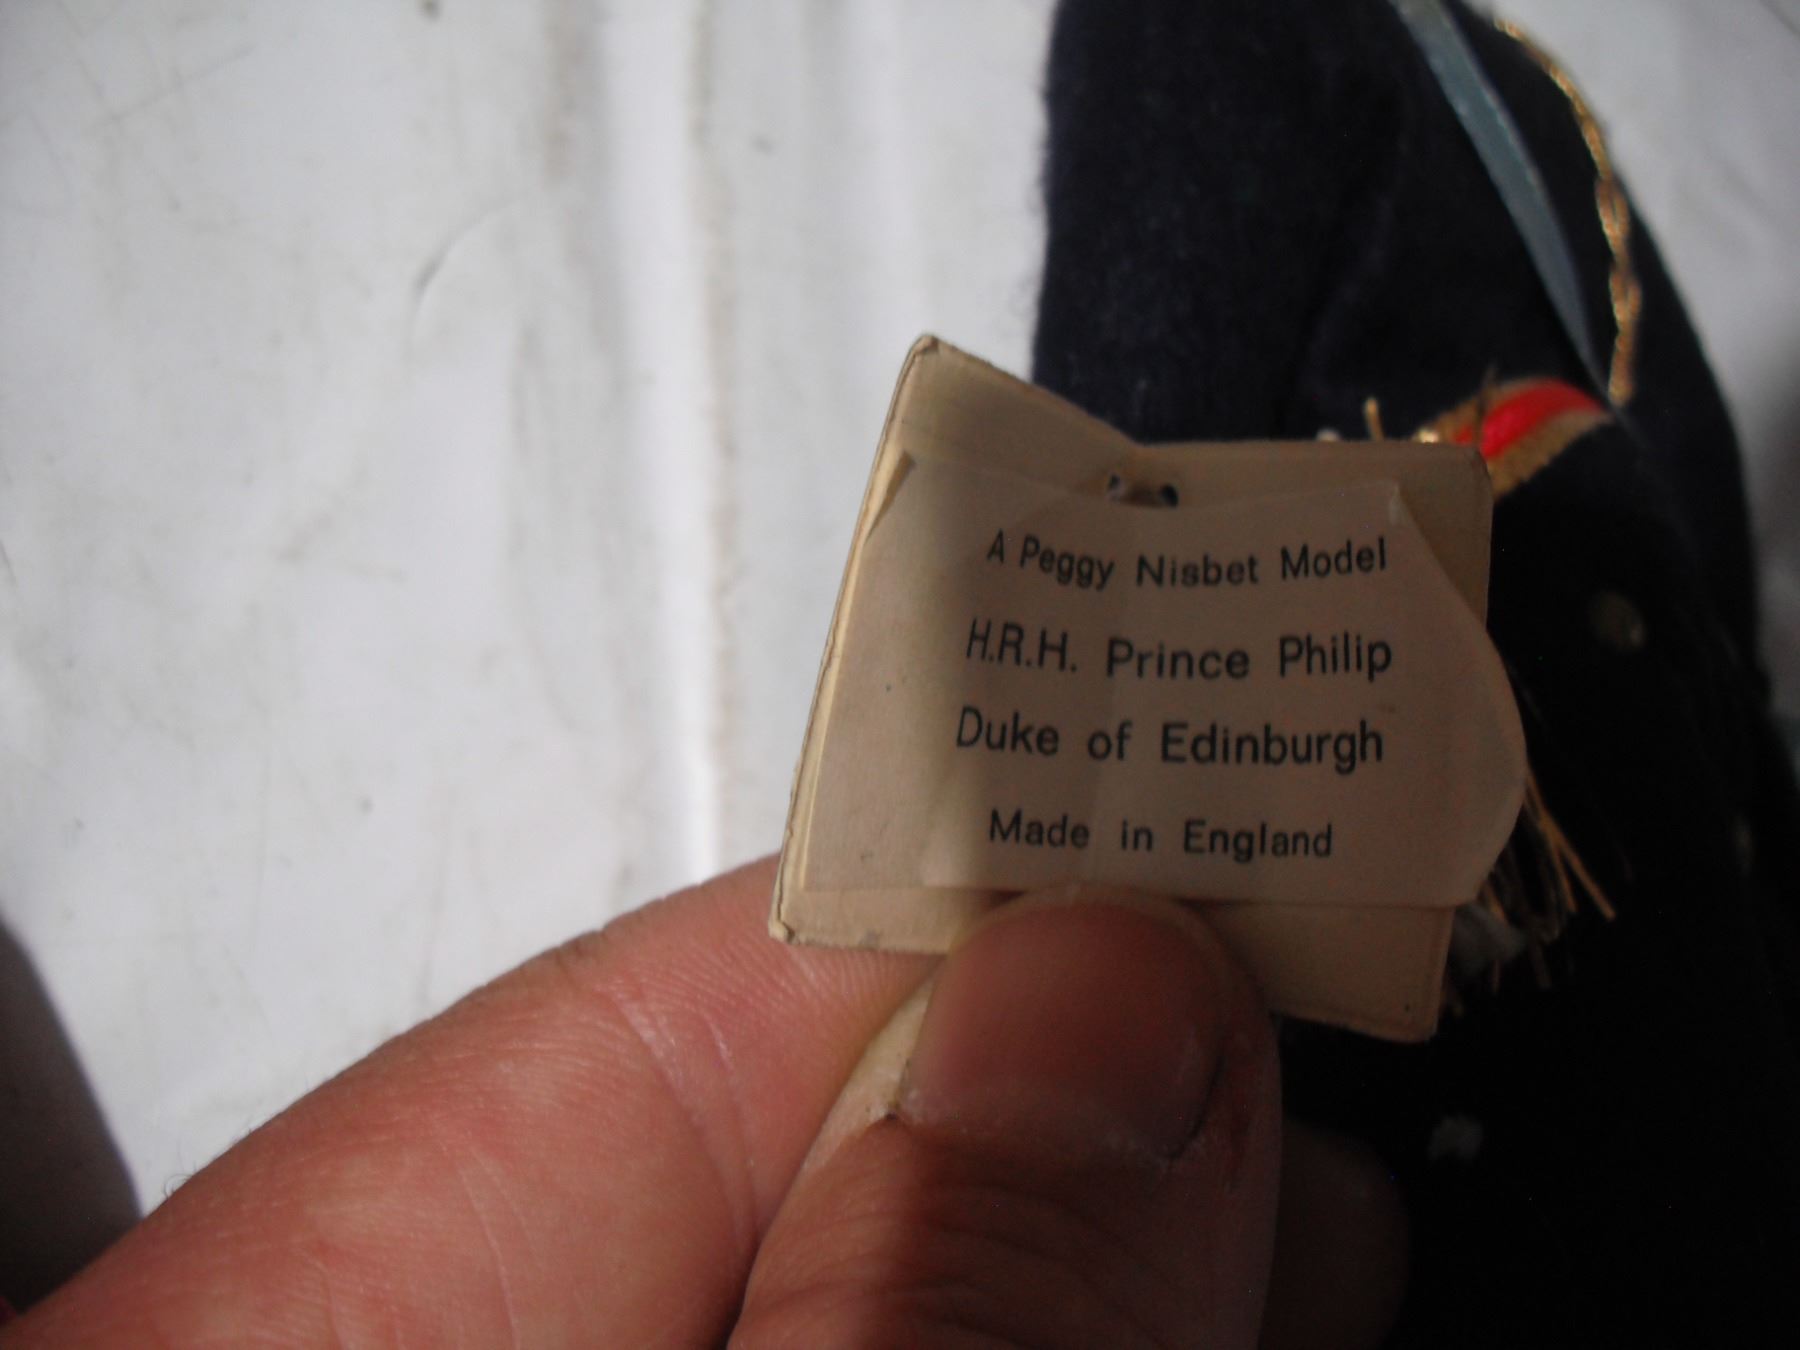 A Peggy Nisbet Model
H.R.H. Prince Philip
Duke of Edinburgh
Made in England